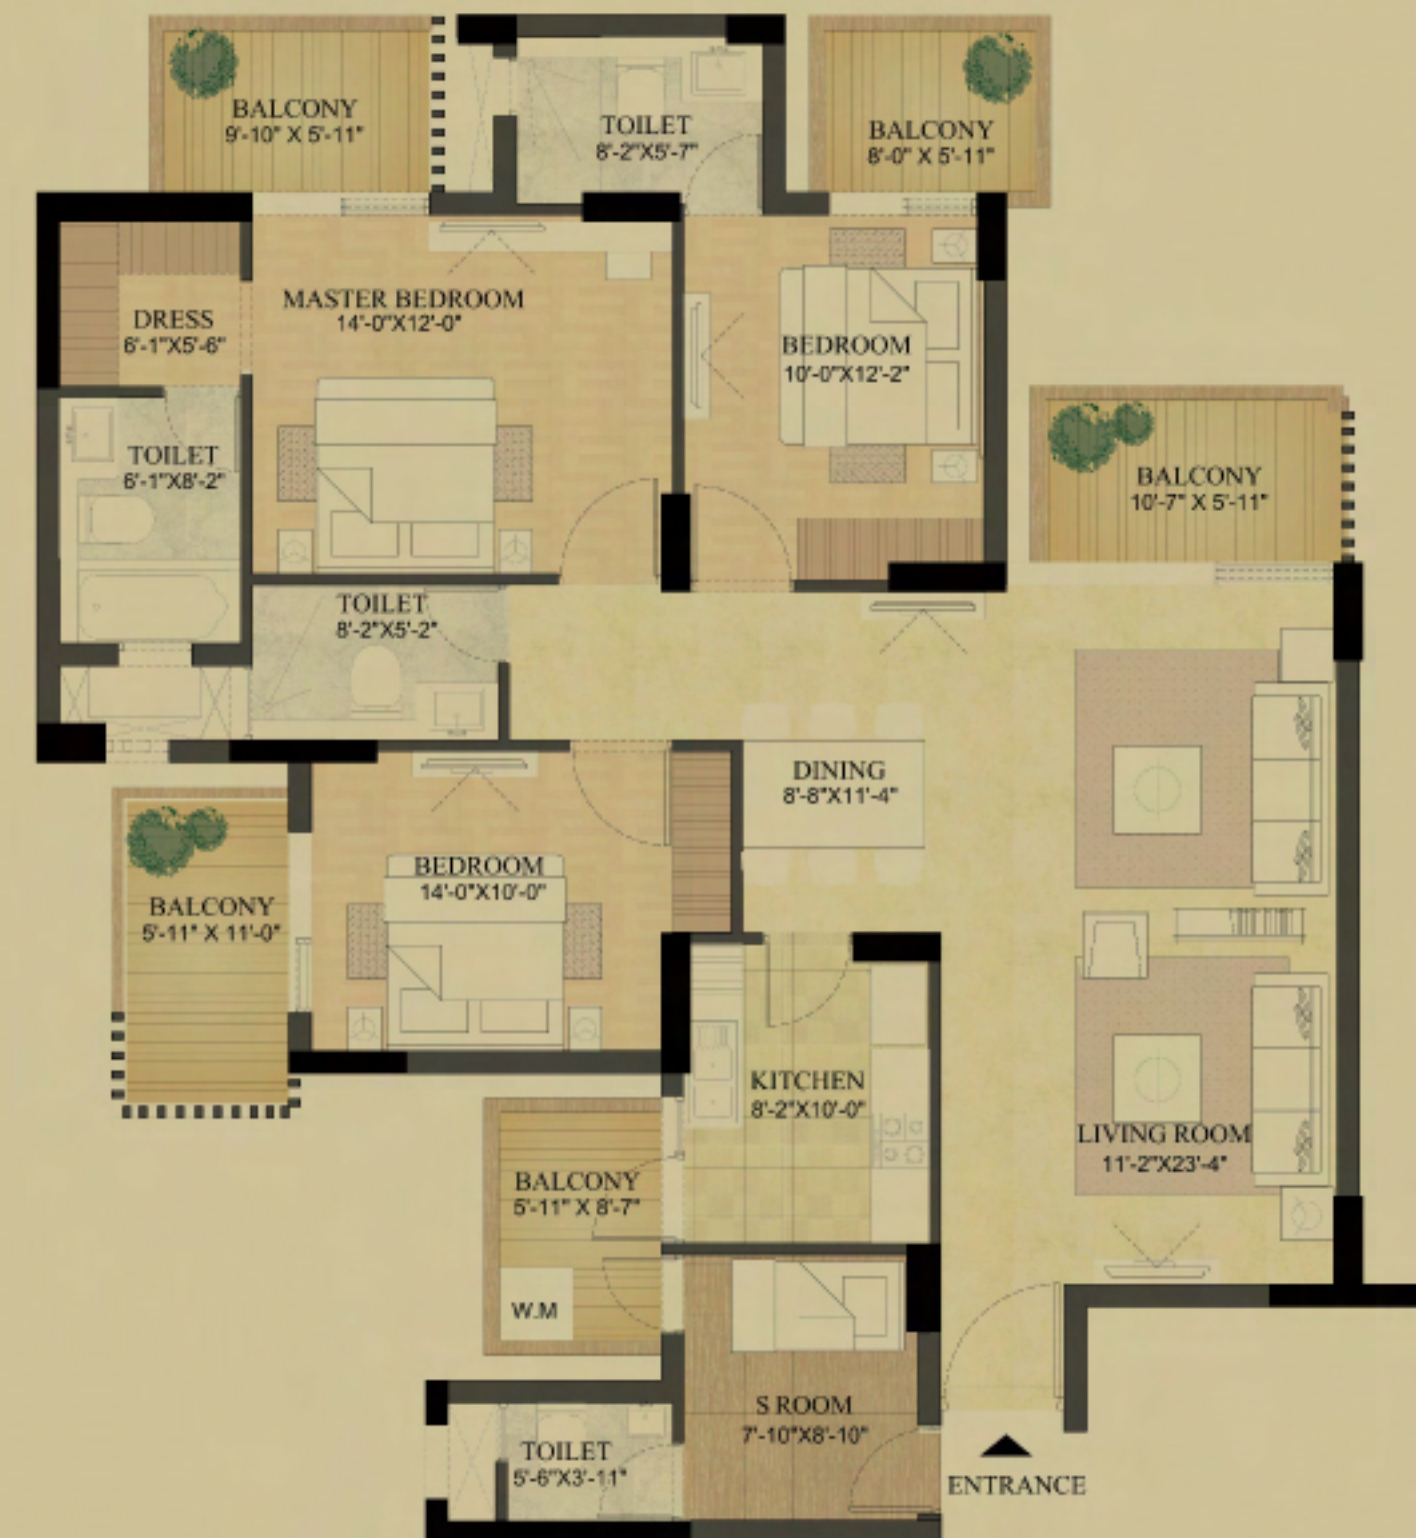 BALCONY
9'-10" X 5'-11"
TOILET
8'-2"X5'-7"
BALCONY
8'-0" X 5'-11"
MASTER BEDROOM
14'-0"X12'-0"
DRESS
6'-1"X5'-6"
BEDROOM
10'-0"X12'-2"
TOILET
6'-1"X8'-2"
BALCONY
10'-7" X 5'-11"
TOILET
8'-2"X5'-2"
DINING
8'-8"X11'-4"
BEDROOM
14'-0"X10'-0"
BALCONY
5'-11" X 11'-0"
KITCHEN
8'-2"X10'-0"
LIVING ROOM
11'-2"X23'-4"
BALCONY
5'-11" X 8'-7"
W.M
S ROOM
7'-10"X8'-10"
TOILET
5'-6"X3'-11"
ENTRANCE